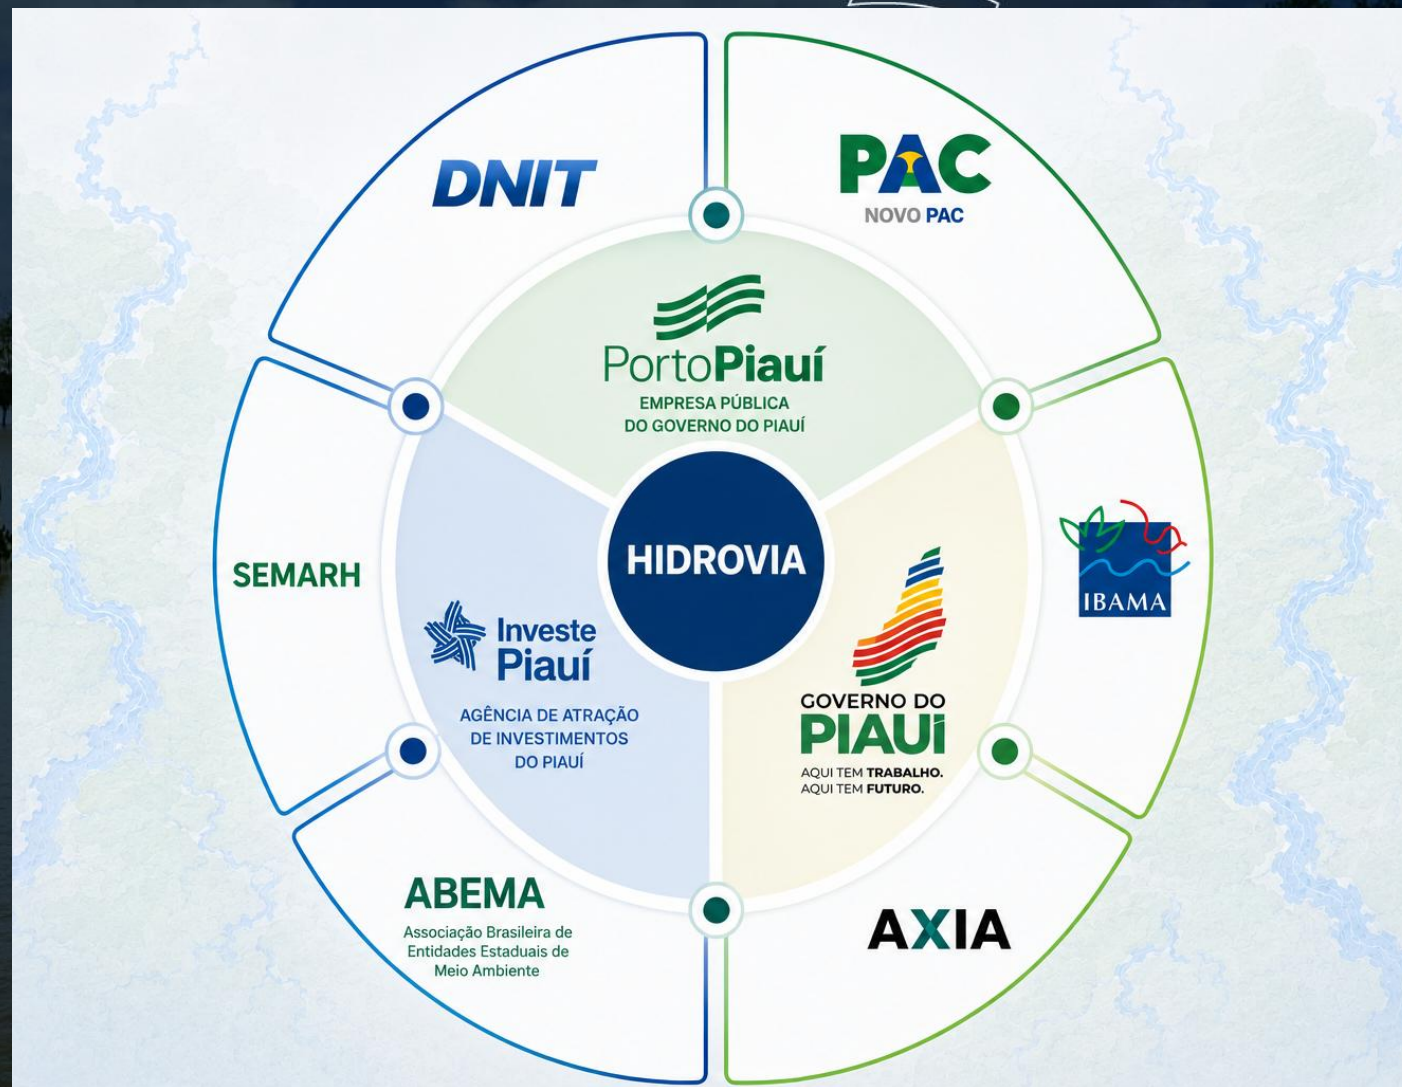 DNIT
PAC
NOVO PAC
PortoPiauí
EMPRESA PÚBLICA
DO GOVERNO DO PIAUÍ
HIDROVIA
SEMARH
IBAMA
Investe
Piauí
AGÊNCIA DE ATRAÇÃO
DE INVESTIMENTOS
DO PIAUÍ
GOVERNO DO
PIAUÍ
AQUI TEM TRABALHO.
AQUI TEM FUTURO.
ABEMA
Associação Brasileira de
Entidades Estaduais de
Meio Ambiente
AXIA